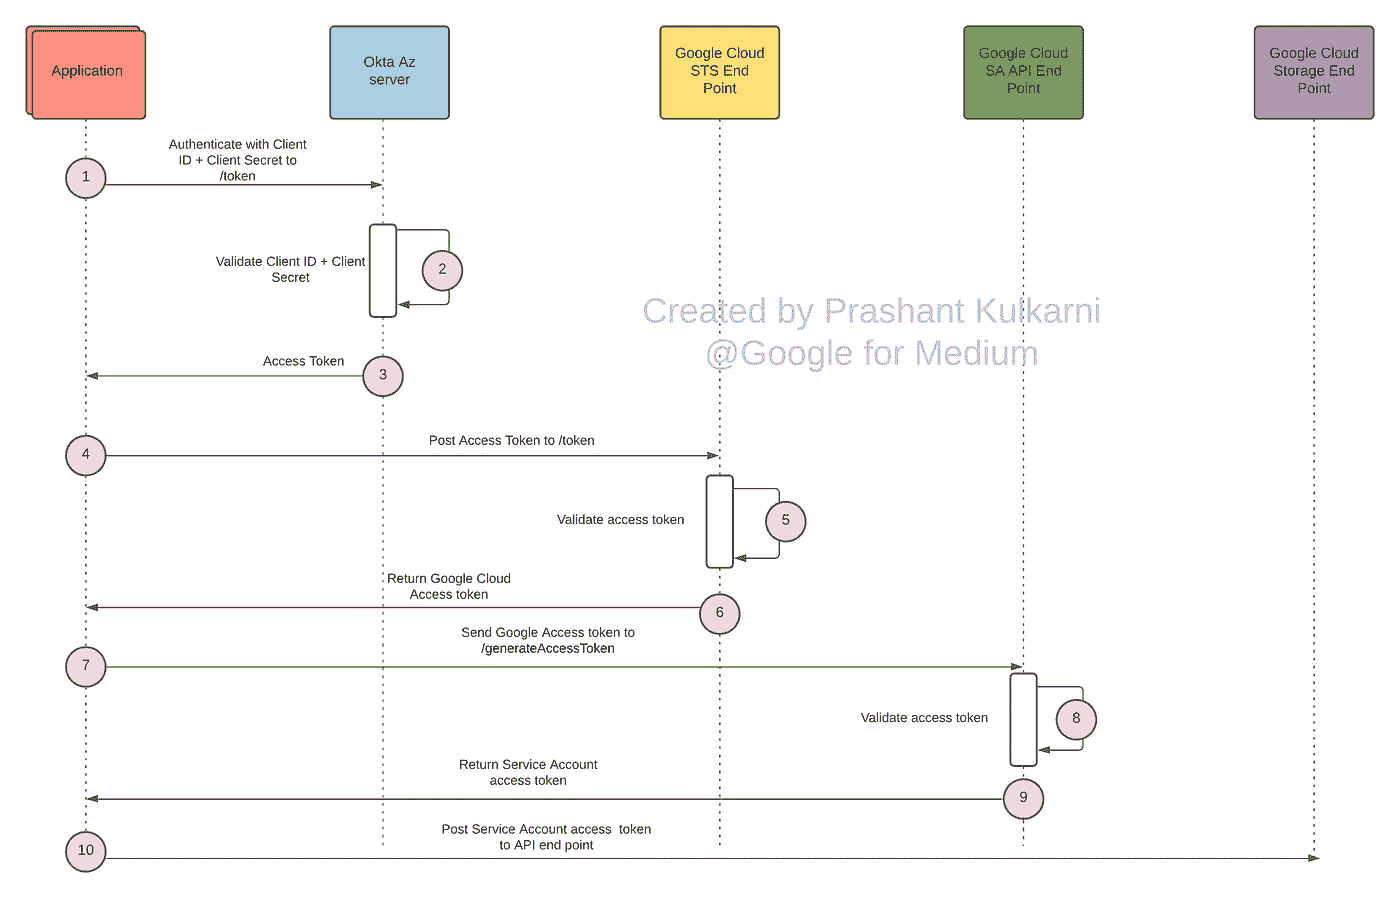 Application
Okta Az
server
Google Cloud
STS End
Point
Google Cloud
SA API End
Point
Google Cloud
Storage End
Point
Authenticate with Client
ID + Client Secret to
/token
1
Validate Client ID + Client
Secret
2
Created by Prashant Kulkarni
@Google for Medium
Access Token
3
4
Post Access Token to /token
Validate access token
5
Return Google Cloud
Access token
6
Send Google Access token to
/generateAccessToken
7
Validate access token
8
Return Service Account
access token
9
Post Service Account access  token
to API end point
10